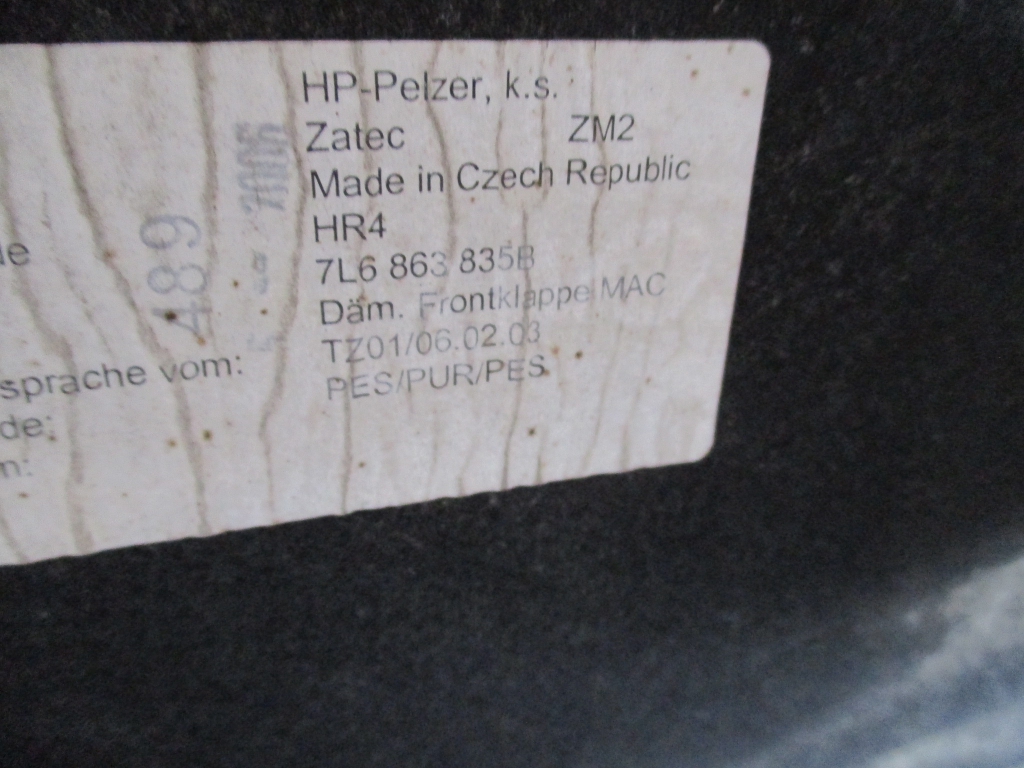 HP-Pelzer, k.s.
Zatec ZM2
Made in Czech Republic
HR4
7L6 863 835B
Däm. Frontklappe MAC
TZ01/06.02.03
PES/PUR/PES
489
sprache vom:
de:
n: